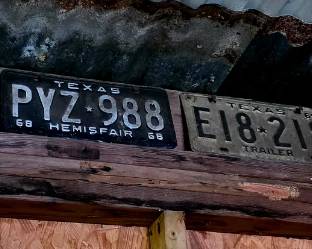 TEXAS
PYZ★988
68 HEMISFAIR 68
TEXAS
E18★21
TRAILER